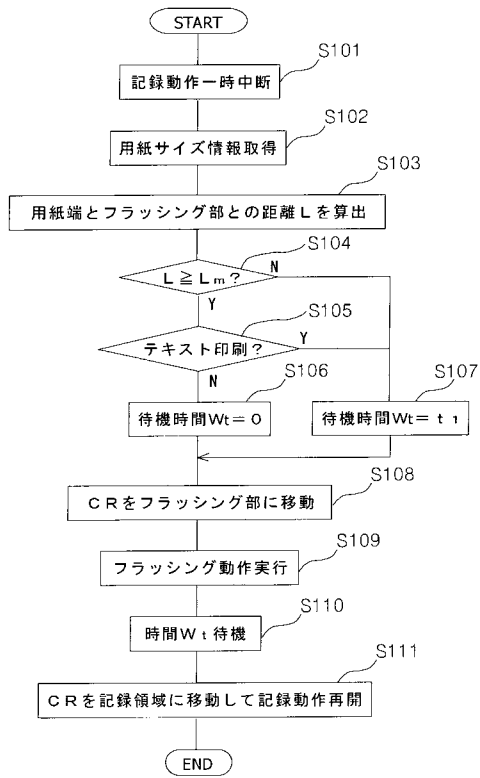 START
S101
記録動作一時中断
S102
用紙サイズ情報取得
S103
用紙端とフラッシング部との距離Lを算出
S104
L≧Lm?
N
Y
S105
テキスト印刷?
Y
N
S106
待機時間Wt=0
S107
待機時間Wt=t1
S108
CRをフラッシング部に移動
S109
フラッシング動作実行
S110
時間Wt待機
S111
CRを記録領域に移動して記録動作再開
END